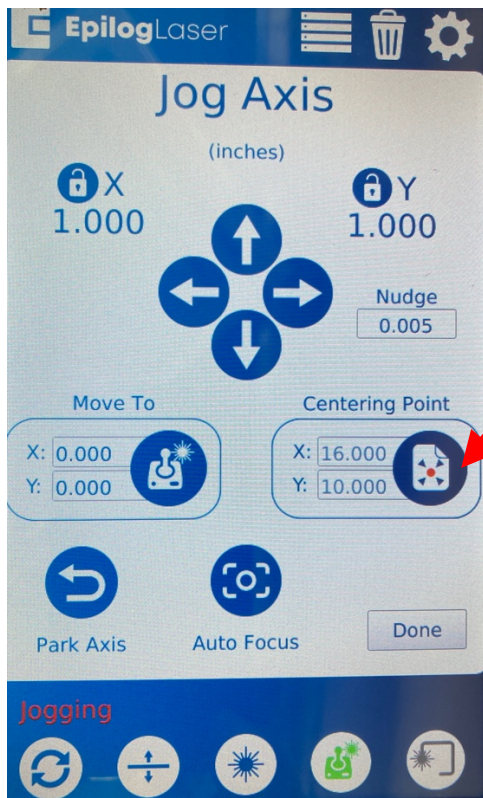 EpilogLaser
Jog Axis
(inches)
X
1.000
Y
1.000
Nudge
0.005
Move To
X: 0.000
Y: 0.000
Centering Point
X: 16.000
Y: 10.000
Park Axis
Auto Focus
Done
Jogging